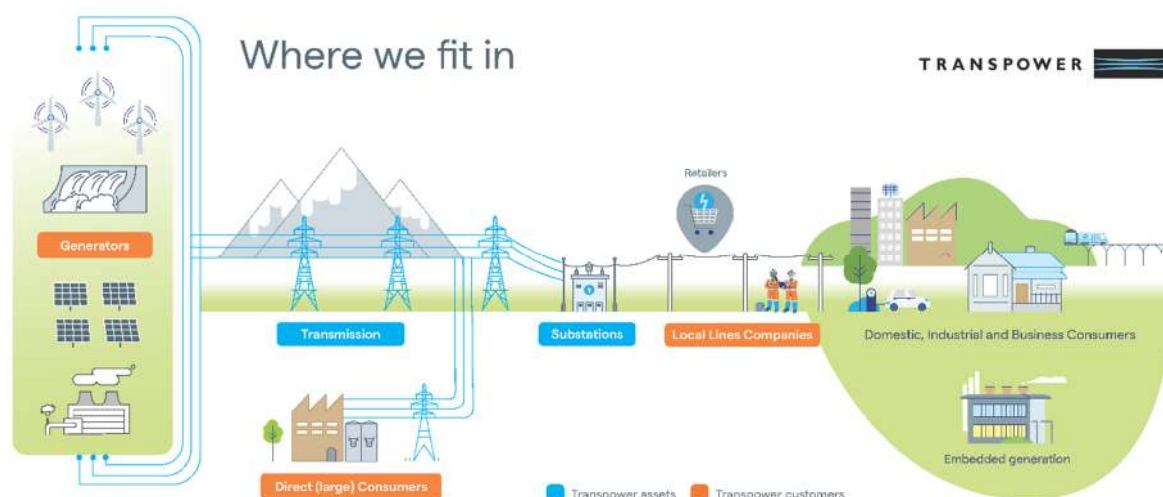 Where we fit in
TRANSPOWER
Retailers
Generators
Transmission
Substations
Local Lines Companies
Domestic, Industrial and Business Consumers
Embedded generation
Direct (large) Consumers
Transpower assets
Transpower customers